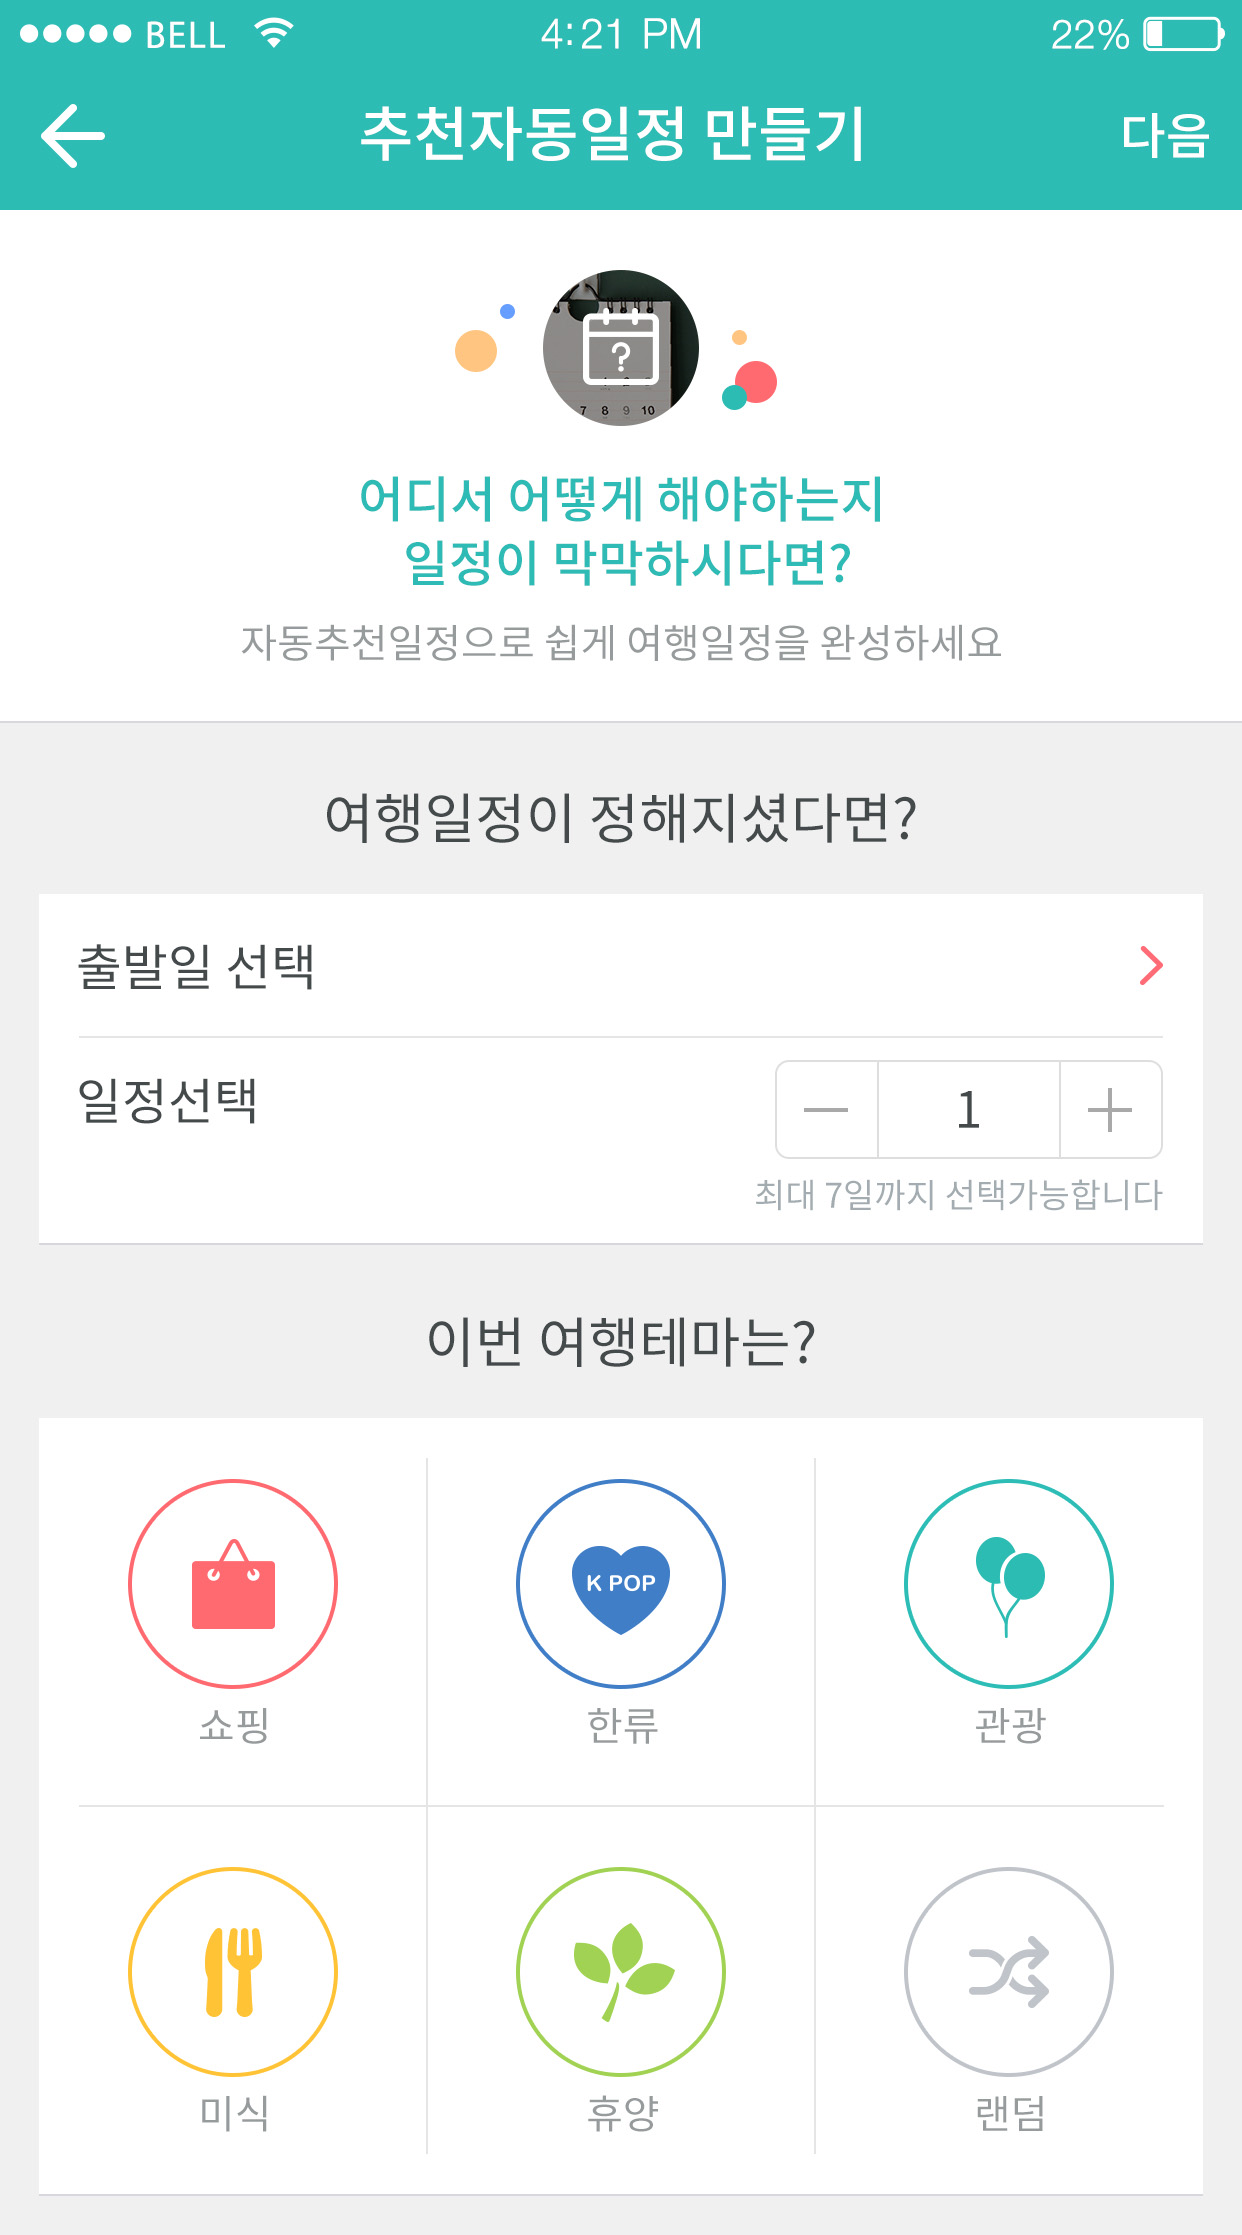 BELL 4:21 PM 22%
추천자동일정 만들기 다음
?
7 8 9 10
어디서 어떻게 해야하는지
일정이 막막하시다면?
자동추천일정으로 쉽게 여행일정을 완성하세요
여행일정이 정해지셨다면?
출발일 선택
일정선택 1
최대 7일까지 선택가능합니다
이번 여행테마는?
K POP
쇼핑 한류 관광
미식 휴양 랜덤